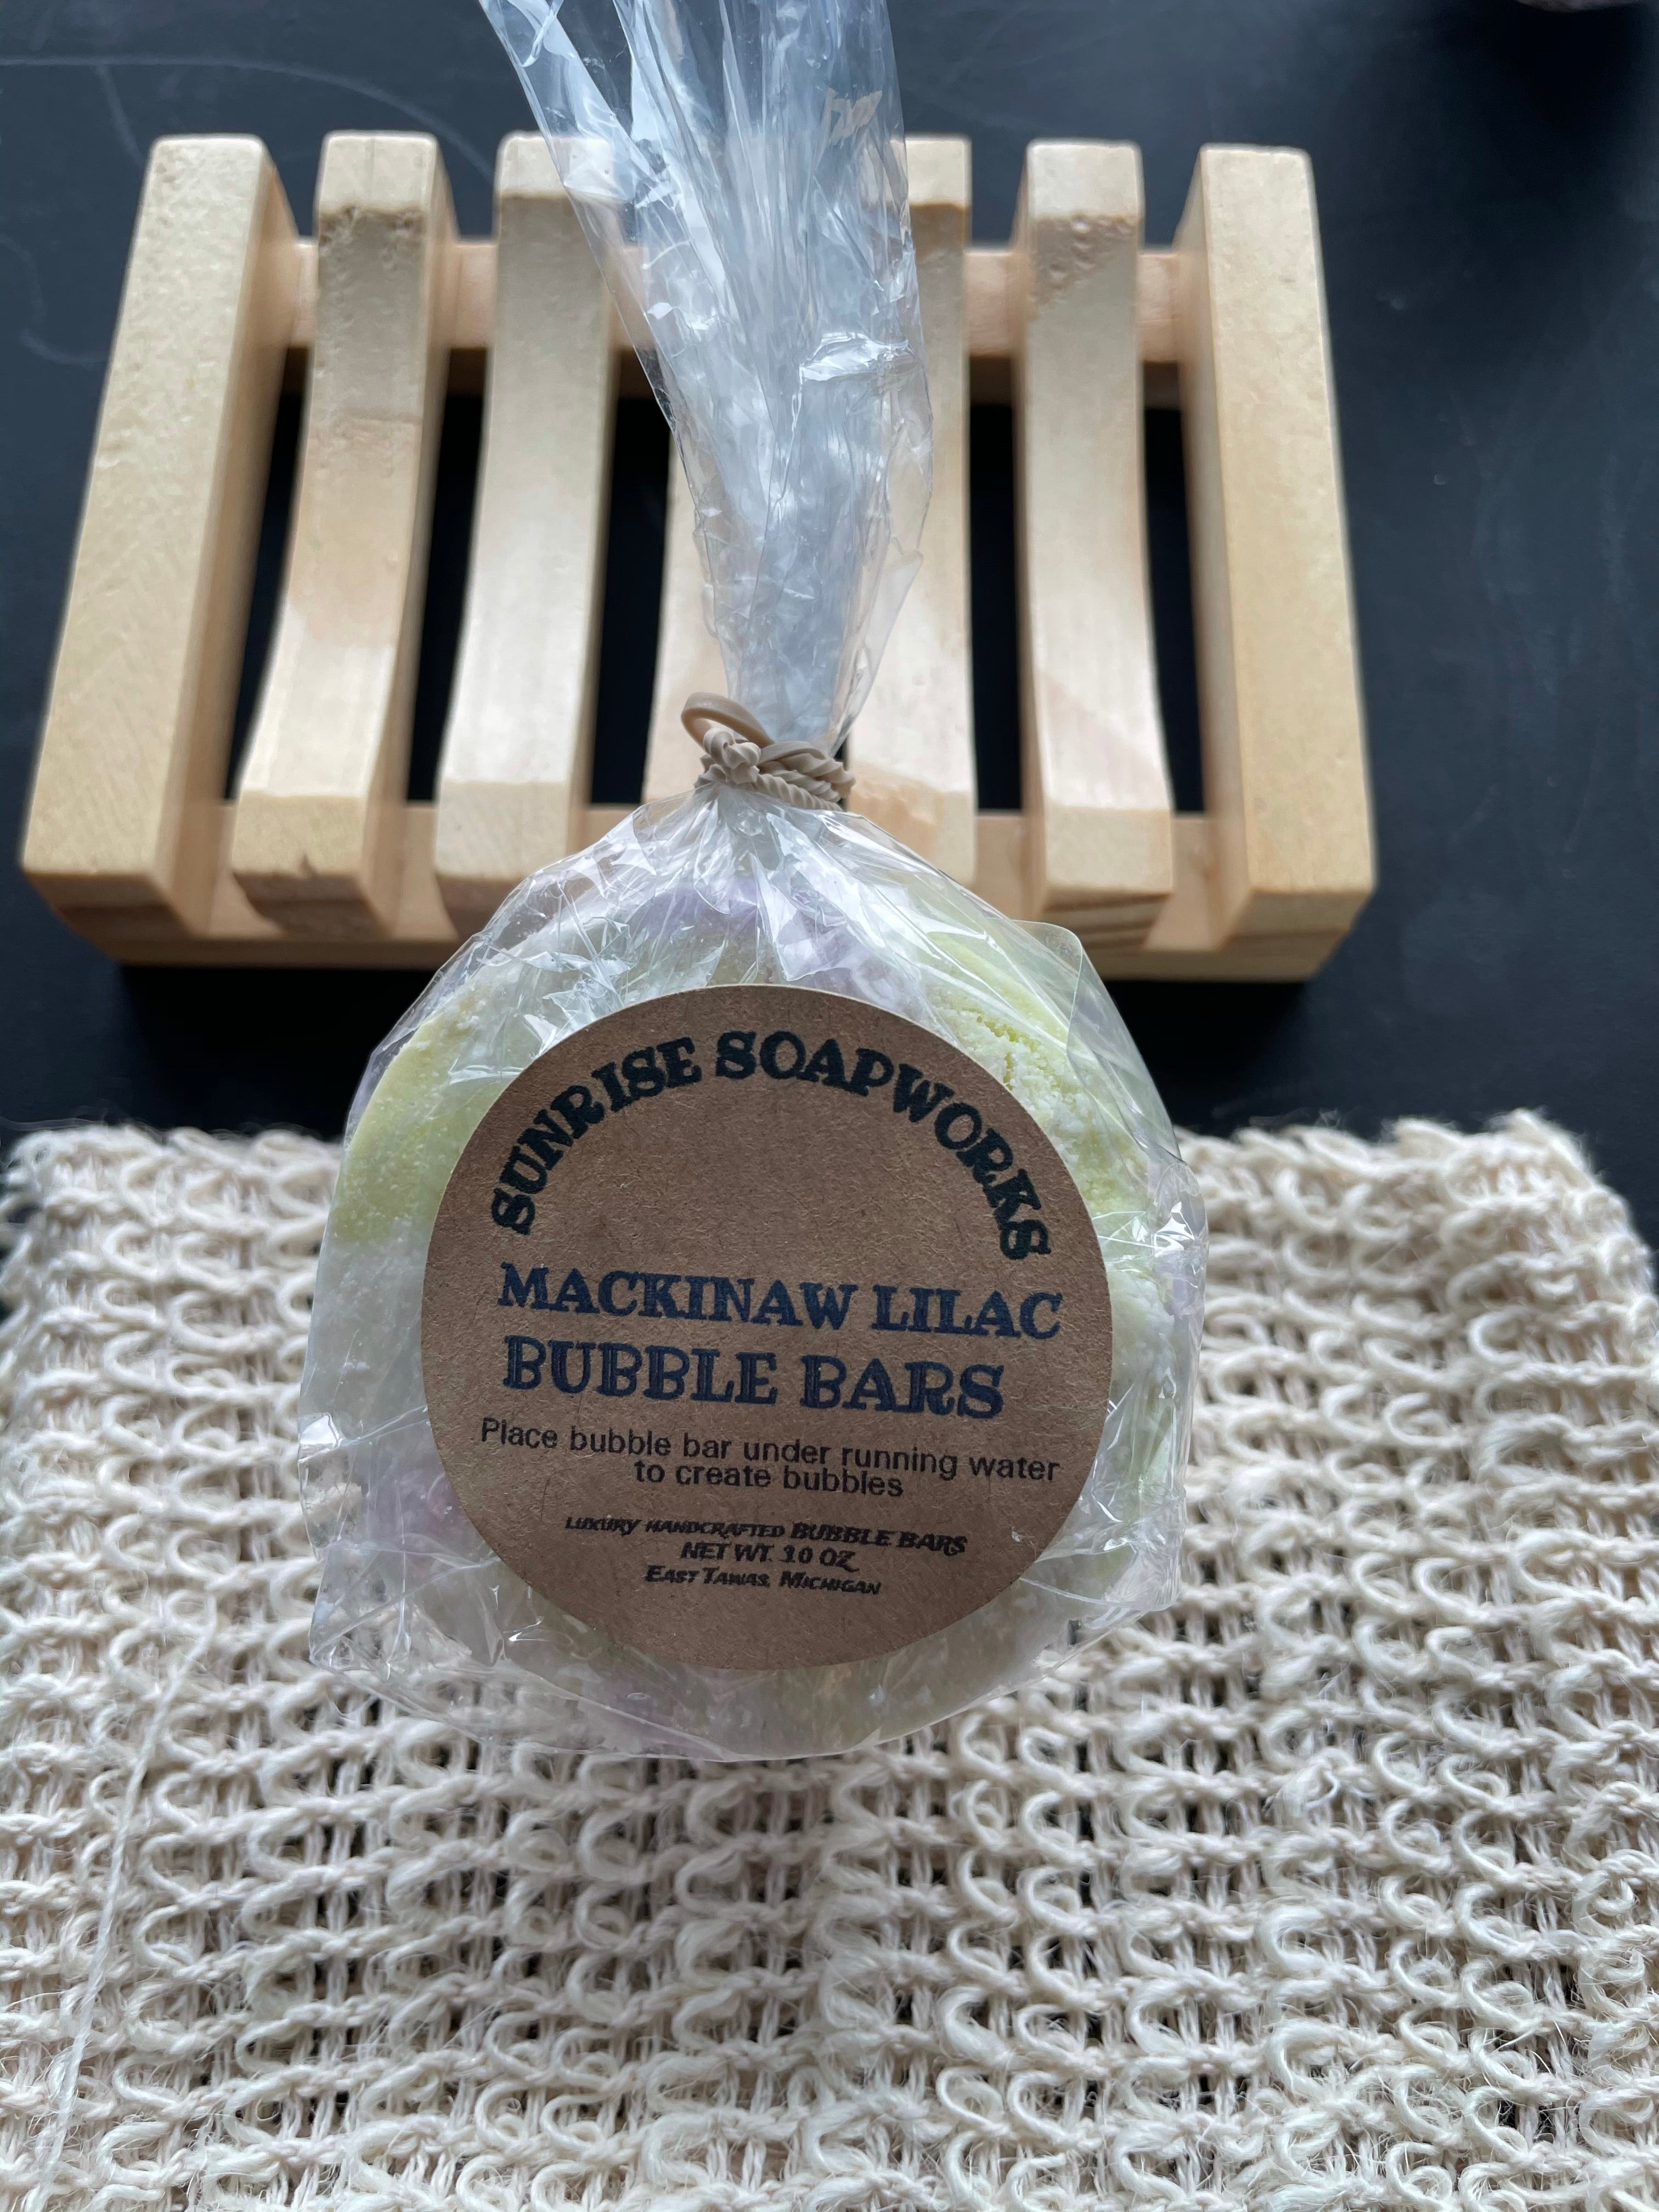 SUNRISE SOAPWORKS
MACKINAW LILAC
BUBBLE BARS
Place bubble bar under running water
to create bubbles
LUXURY HANDCRAFTED BUBBLE BARS
NET WT. 10 OZ
EAST TAWAS, MICHIGAN